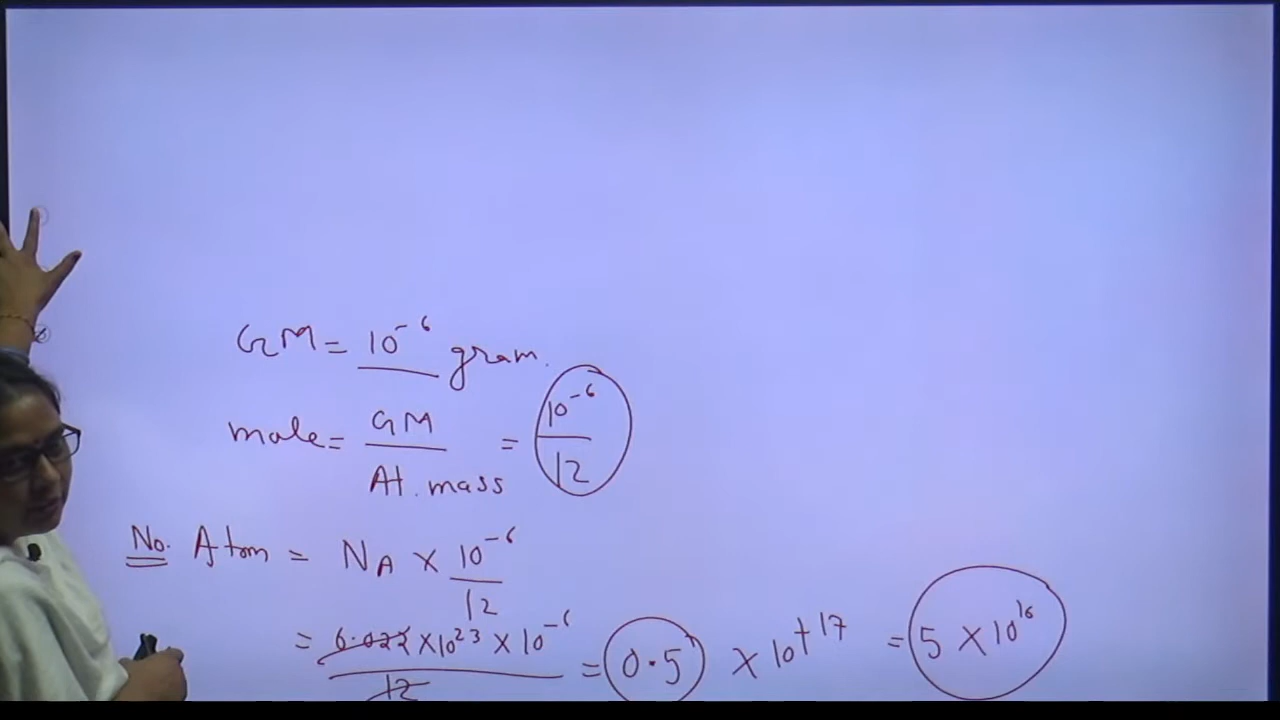 GM = 10⁻⁶ gram.
mole = GM / At. mass = 10⁻⁶ / 12
No. Atom = NA × 10⁻⁶ / 12
= 6.022 × 10²³ × 10⁻⁶ / 12 = 0.5 × 10⁺¹⁷ = 5 × 10¹⁶